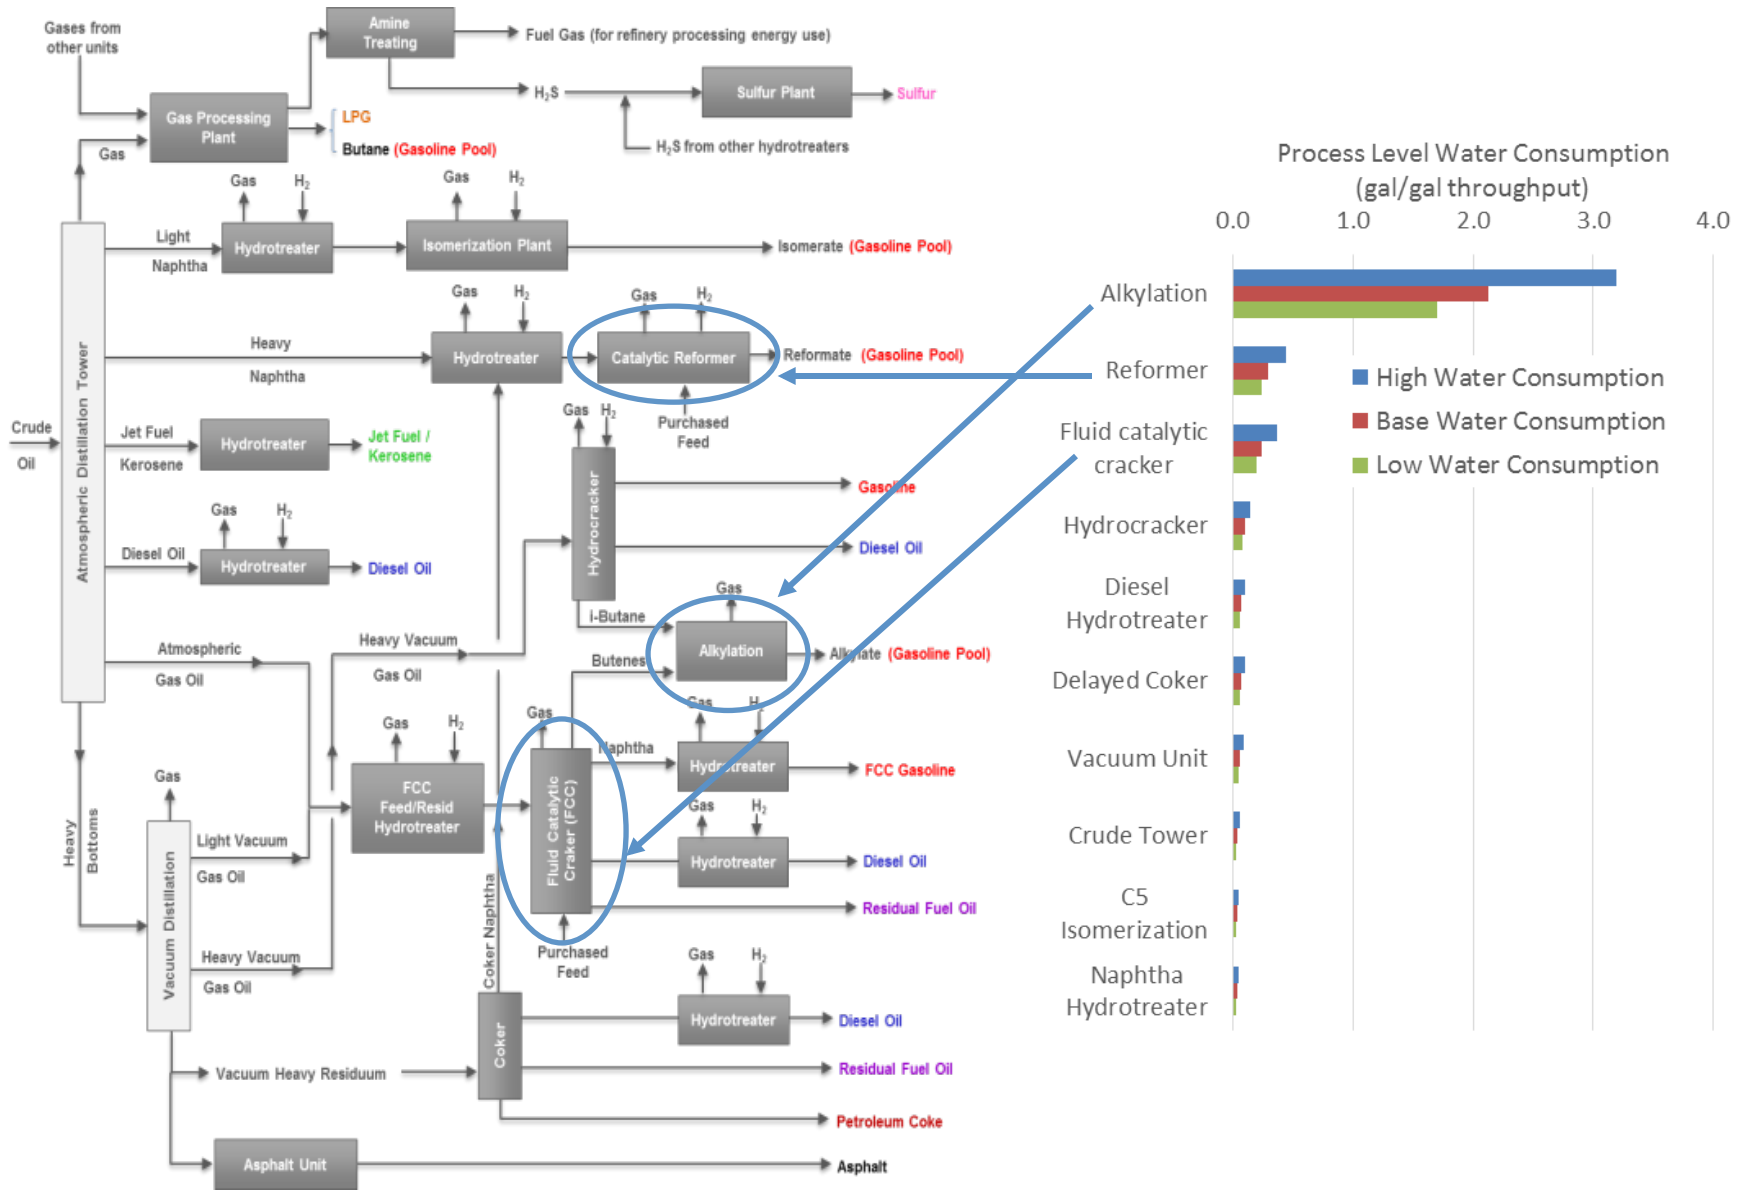 Gases from
other units
Amine
Treating
Fuel Gas (for refinery processing energy use)
H2S
Sulfur Plant
Sulfur
Gas Processing
Plant
LPG
Butane (Gasoline Pool)
H2S from other hydrotreaters
Gas
Gas
H2
Gas
H2
Light
Naphtha
Hydrotreater
Isomerization Plant
Isomerate (Gasoline Pool)
Gas
H2
Gas
H2
Heavy
Naphtha
Hydrotreater
Catalytic Reformer
Reformate (Gasoline Pool)
Purchased
Feed
Crude
Oil
Atmospheric Distillation Tower
Jet Fuel
Kerosene
Hydrotreater
Jet Fuel /
Kerosene
Gas
H2
Hydrocracker
Gasoline
Diesel Oil
Gas
H2
Diesel Oil
Hydrotreater
Diesel Oil
i-Butane
Gas
Alkylation
Alkylate (Gasoline Pool)
Butenes
Atmospheric
Gas Oil
Heavy Vacuum
Gas Oil
Gas
H2
FCC
Feed/Resid
Hydrotreater
Gas
Fluid Catalytic
Craker (FCC)
Naphtha
Gas
H2
Hydrotreater
FCC Gasoline
Gas
H2
Hydrotreater
Diesel Oil
Residual Fuel Oil
Purchased
Feed
Heavy
Bottoms
Gas
Vacuum Distillation
Light Vacuum
Gas Oil
Heavy Vacuum
Gas Oil
Coker Naphtha
Gas
H2
Coker
Hydrotreater
Diesel Oil
Residual Fuel Oil
Petroleum Coke
Vacuum Heavy Residuum
Asphalt Unit
Asphalt
Process Level Water Consumption
(gal/gal throughput)
0.0 1.0 2.0 3.0 4.0
Alkylation
Reformer
Fluid catalytic
cracker
Hydrocracker
Diesel
Hydrotreater
Delayed Coker
Vacuum Unit
Crude Tower
C5
Isomerization
Naphtha
Hydrotreater
High Water Consumption
Base Water Consumption
Low Water Consumption